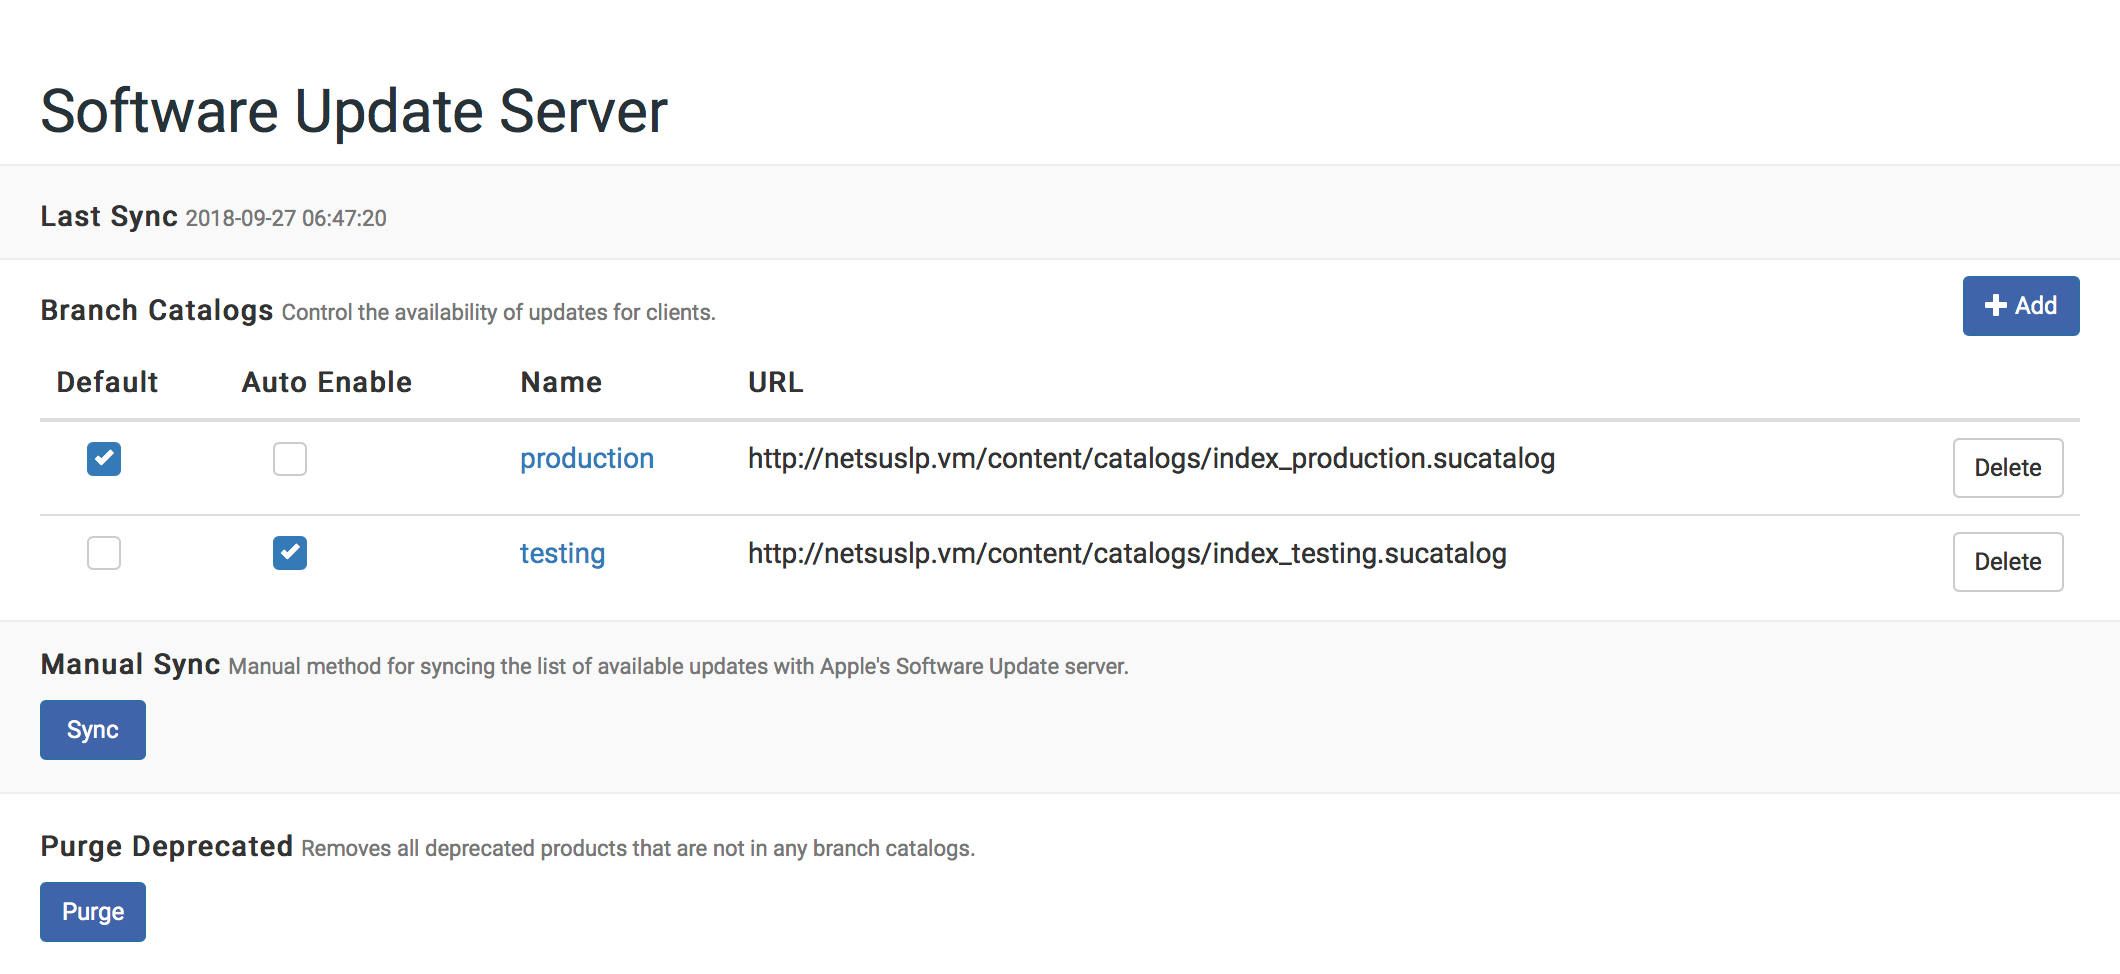 Software Update Server
Last Sync 2018-09-27 06:47:20
Branch Catalogs Control the availability of updates for clients.
Add
Default Auto Enable Name URL
production http://netsuslp.vm/content/catalogs/index_production.sucatalog Delete
testing http://netsuslp.vm/content/catalogs/index_testing.sucatalog Delete
Manual Sync Manual method for syncing the list of available updates with Apple's Software Update server.
Sync
Purge Deprecated Removes all deprecated products that are not in any branch catalogs.
Purge